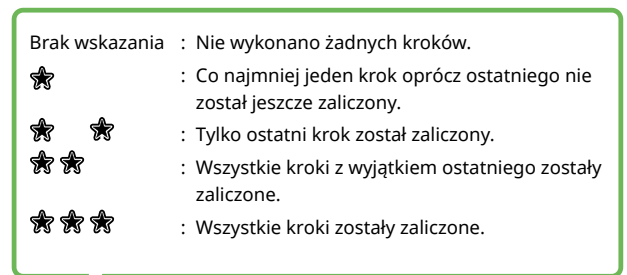 Brak wskazania : Nie wykonano żadnych kroków.
: Co najmniej jeden krok oprócz ostatniego nie
został jeszcze zaliczony.
: Tylko ostatni krok został zaliczony.
: Wszystkie kroki z wyjątkiem ostatniego zostały
zaliczone.
: Wszystkie kroki zostały zaliczone.